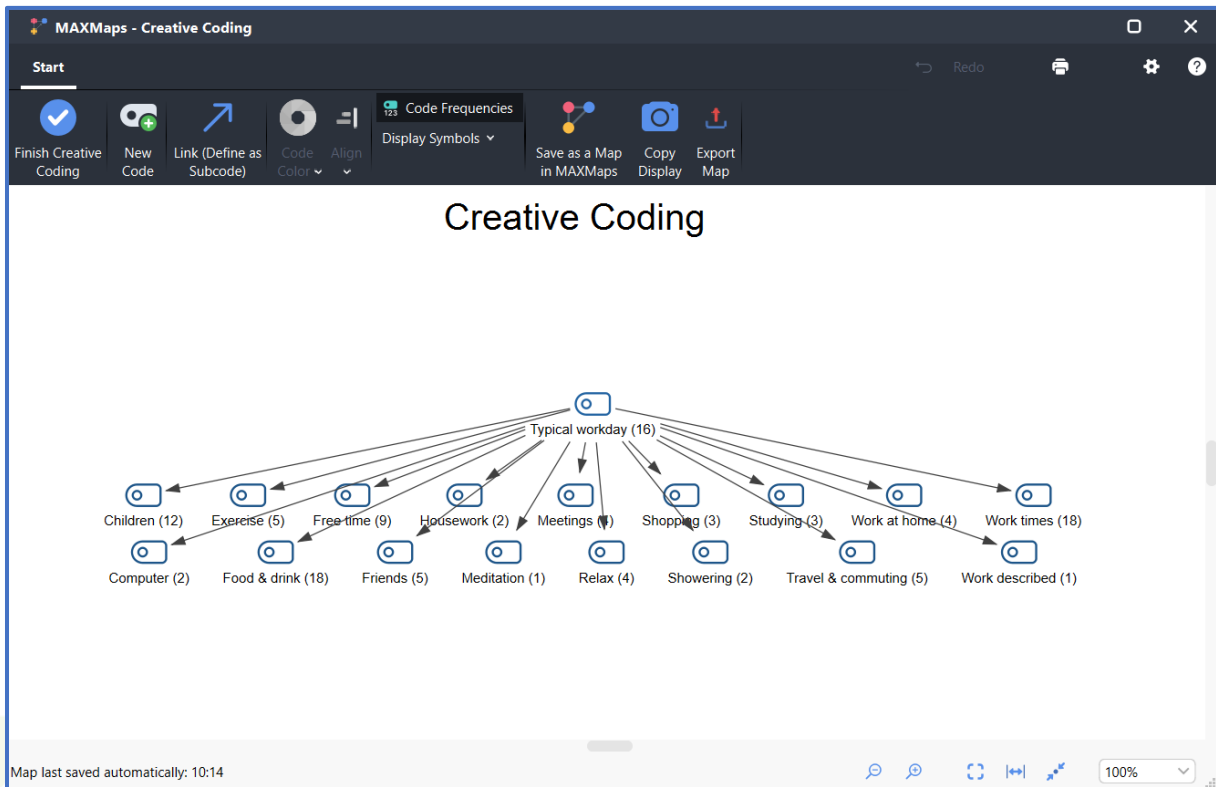 MAXMaps - Creative Coding
Start
Redo
Finish Creative Coding
New Code
Link (Define as Subcode)
Code Color
Align
123
Code Frequencies
Display Symbols
Save as a Map in MAXMaps
Copy Display
Export Map
Creative Coding
Typical workday (16)
Children (12) Exercise (5) Free time (9) Housework (2) Meetings (4) Shopping (3) Studying (3) Work at home (4) Work times (18)
Computer (2) Food & drink (18) Friends (5) Meditation (1) Relax (4) Showering (2) Travel & commuting (5) Work described (1)
Map last saved automatically: 10:14
100%